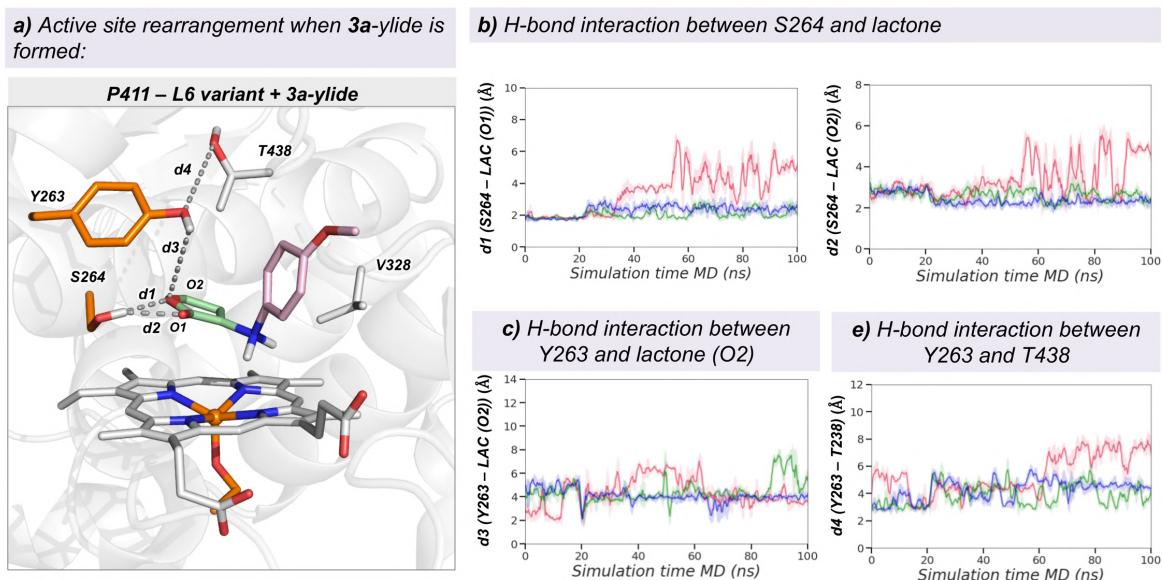 a) Active site rearrangement when 3a-ylide is
formed:
P411 – L6 variant + 3a-ylide
T438
d4
Y263
d3
S264
V328
d1
O2
d2
O1
b) H-bond interaction between S264 and lactone
d1 (S264 – LAC (O1)) (Å)
10
8
6
4
2
0
0 20 40 60 80 100
Simulation time MD (ns)
d2 (S264 – LAC (O2)) (Å)
8
6
4
2
0
0 20 40 60 80 100
Simulation time MD (ns)
c) H-bond interaction between
Y263 and lactone (O2)
d3 (Y263 – LAC (O2)) (Å)
14
12
10
8
6
4
2
0
0 20 40 60 80 100
Simulation time MD (ns)
e) H-bond interaction between
Y263 and T438
d4 (Y263 – T238) (Å)
12
10
8
6
4
2
0
0 20 40 60 80 100
Simulation time MD (ns)